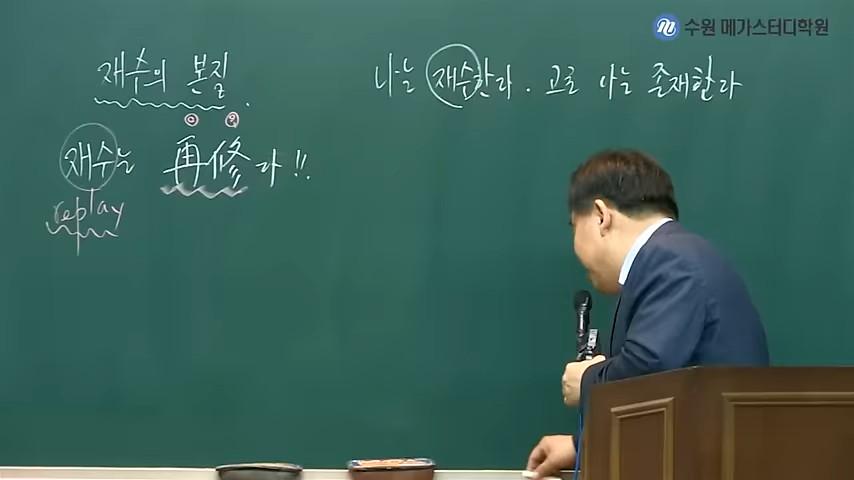 수원 메가스터디학원
재수의 본질.
나는 재수한다. 고로 나는 존재한다
재수는 再修다!!
replay